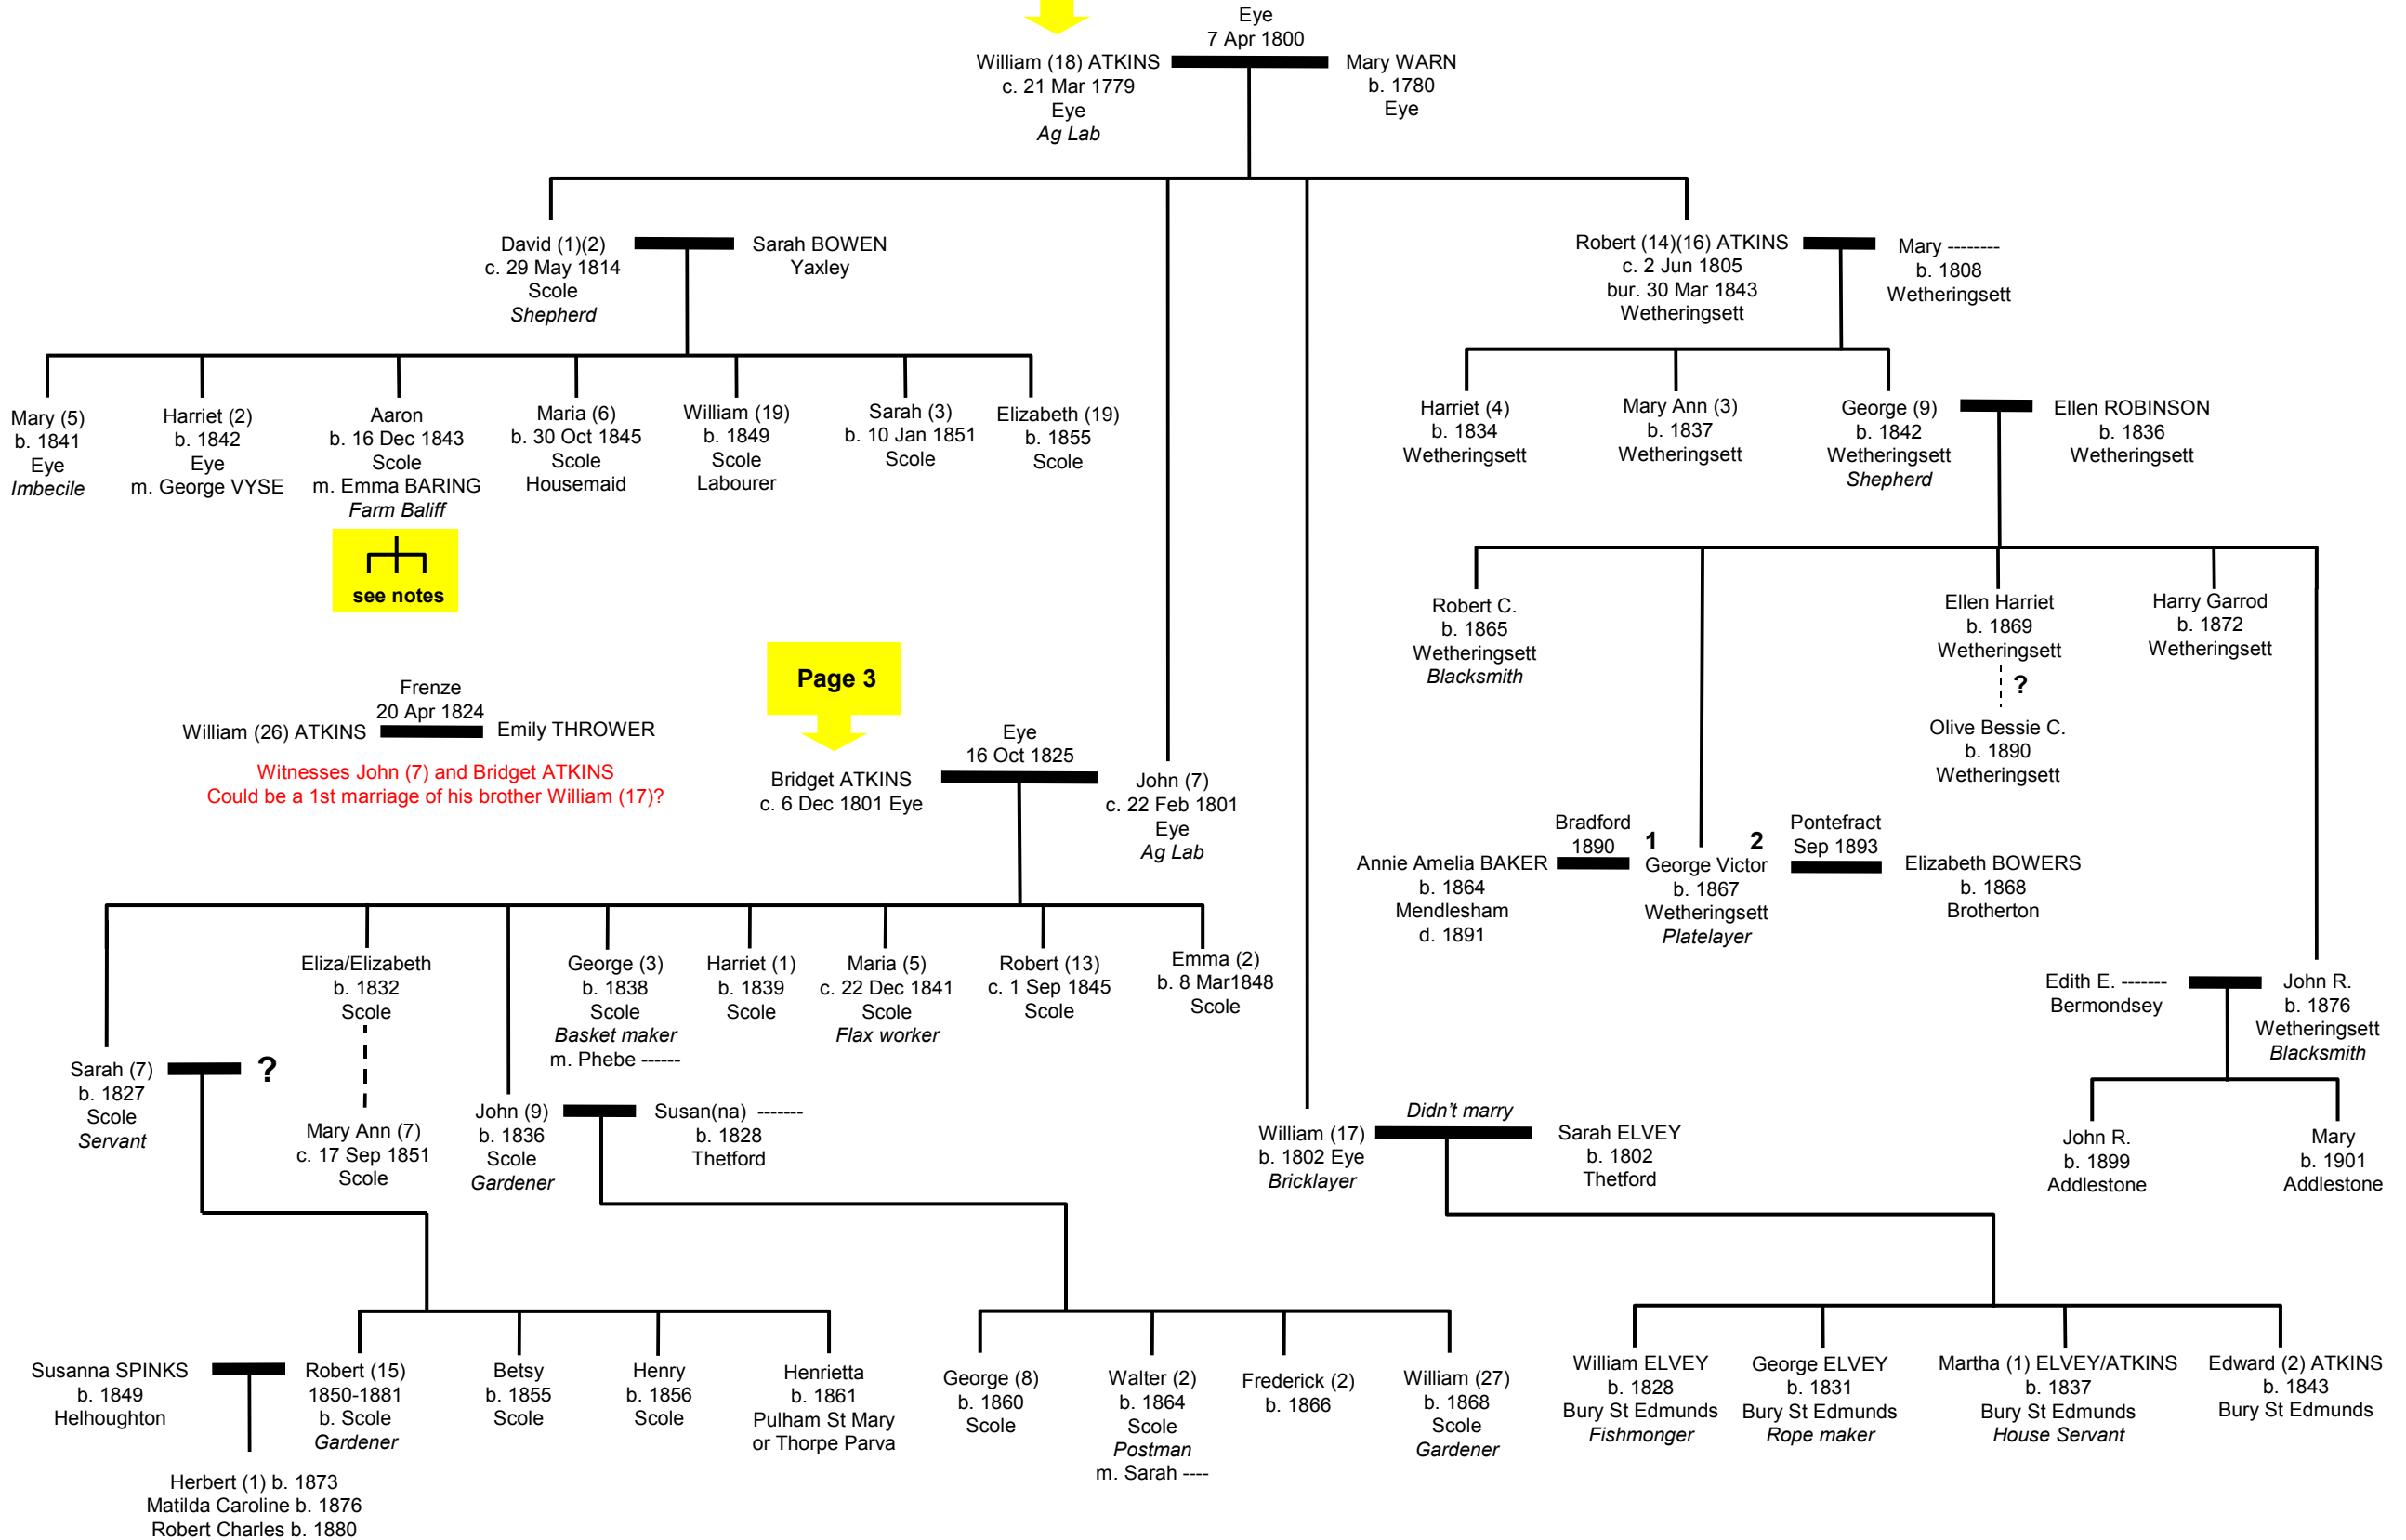 Eye
7 Apr 1800
William (18) ATKINS
c. 21 Mar 1779
Eye
Ag Lab
Mary WARN
b. 1780
Eye
David (1)(2)
c. 29 May 1814
Scole
Shepherd
Sarah BOWEN
Yaxley
Robert (14)(16) ATKINS
c. 2 Jun 1805
bur. 30 Mar 1843
Wetheringsett
Mary --------
b. 1808
Wetheringsett
Mary (5)
b. 1841
Eye
Imbecile
Harriet (2)
b. 1842
Eye
m. George VYSE
Aaron
b. 16 Dec 1843
Scole
m. Emma BARING
Farm Baliff
see notes
Maria (6)
b. 30 Oct 1845
Scole
Housemaid
William (19)
b. 1849
Scole
Labourer
Sarah (3)
b. 10 Jan 1851
Scole
Elizabeth (19)
b. 1855
Scole
Harriet (4)
b. 1834
Wetheringsett
Mary Ann (3)
b. 1837
Wetheringsett
George (9)
b. 1842
Wetheringsett
Shepherd
Ellen ROBINSON
b. 1836
Wetheringsett
Robert C.
b. 1865
Wetheringsett
Blacksmith
Ellen Harriet
b. 1869
Wetheringsett
?
Olive Bessie C.
b. 1890
Wetheringsett
Harry Garrod
b. 1872
Wetheringsett
Frenze
20 Apr 1824
William (26) ATKINS
Emily THROWER
Witnesses John (7) and Bridget ATKINS
Could be a 1st marriage of his brother William (17)?
Page 3
Bridget ATKINS
c. 6 Dec 1801 Eye
Eye
16 Oct 1825
John (7)
c. 22 Feb 1801
Eye
Ag Lab
Annie Amelia BAKER
b. 1864
Mendlesham
d. 1891
Bradford
1890
1
2
George Victor
b. 1867
Wetheringsett
Platelayer
Pontefract
Sep 1893
Elizabeth BOWERS
b. 1868
Brotherton
Sarah (7)
b. 1827
Scole
Servant
?
Eliza/Elizabeth
b. 1832
Scole
Mary Ann (7)
c. 17 Sep 1851
Scole
John (9)
b. 1836
Scole
Gardener
Susan(na) -------
b. 1828
Thetford
George (3)
b. 1838
Scole
Basket maker
m. Phebe ------
Harriet (1)
b. 1839
Scole
Maria (5)
c. 22 Dec 1841
Scole
Flax worker
Robert (13)
c. 1 Sep 1845
Scole
Emma (2)
b. 8 Mar1848
Scole
Edith E. -------
Bermondsey
John R.
b. 1876
Wetheringsett
Blacksmith
William (17)
b. 1802 Eye
Bricklayer
Didn't marry
Sarah ELVEY
b. 1802
Thetford
John R.
b. 1899
Addlestone
Mary
b. 1901
Addlestone
Susanna SPINKS
b. 1849
Helhoughton
Robert (15)
1850-1881
b. Scole
Gardener
Betsy
b. 1855
Scole
Henry
b. 1856
Scole
Henrietta
b. 1861
Pulham St Mary
or Thorpe Parva
George (8)
b. 1860
Scole
Walter (2)
b. 1864
Scole
Postman
m. Sarah ----
Frederick (2)
b. 1866
William (27)
b. 1868
Scole
Gardener
William ELVEY
b. 1828
Bury St Edmunds
Fishmonger
George ELVEY
b. 1831
Bury St Edmunds
Rope maker
Martha (1) ELVEY/ATKINS
b. 1837
Bury St Edmunds
House Servant
Edward (2) ATKINS
b. 1843
Bury St Edmunds
Herbert (1) b. 1873
Matilda Caroline b. 1876
Robert Charles b. 1880